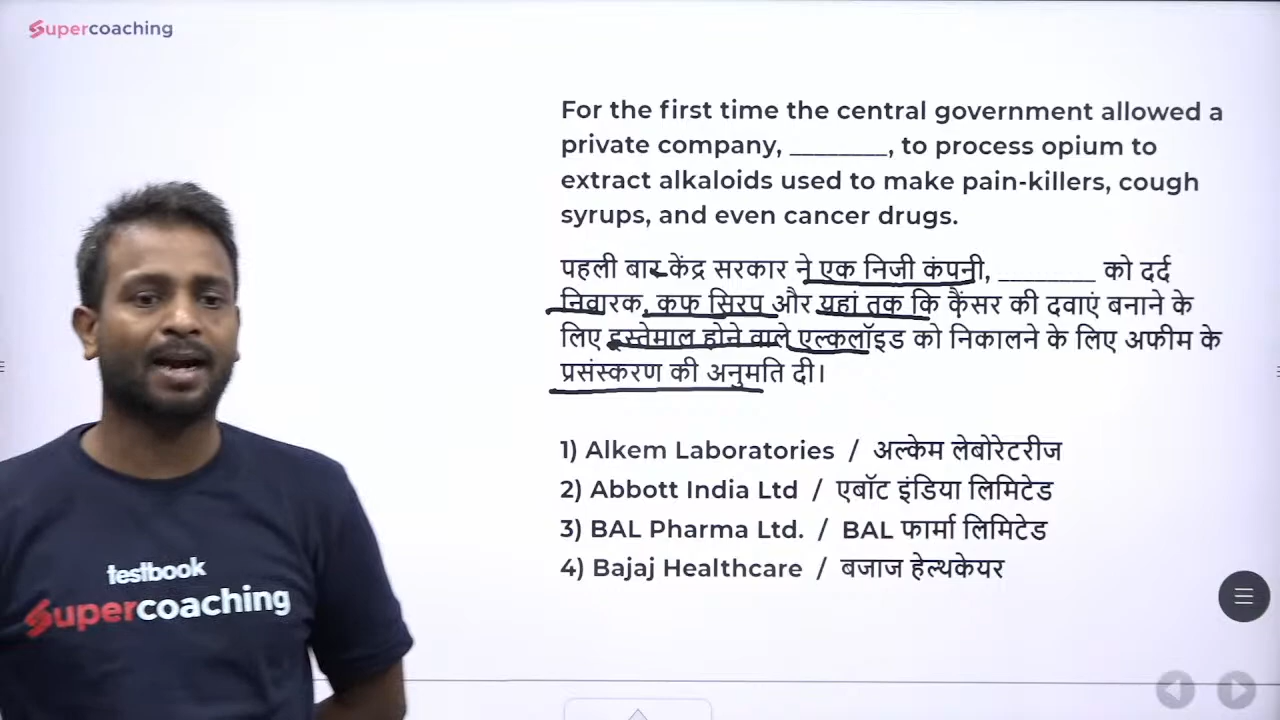 Supercoaching
For the first time the central government allowed a
private company, ________, to process opium to
extract alkaloids used to make pain-killers, cough
syrups, and even cancer drugs.
पहली बार केंद्र सरकार ने एक निजी कंपनी, ________ को दर्द
निवारक, कफ सिरप और यहां तक कि कैंसर की दवाएं बनाने के
लिए इस्तेमाल होने वाले एल्कलॉइड को निकालने के लिए अफीम के
प्रसंस्करण की अनुमति दी।
1) Alkem Laboratories / अल्केम लेबोरेटरीज
2) Abbott India Ltd / एबॉट इंडिया लिमिटेड
3) BAL Pharma Ltd. / BAL फार्मा लिमिटेड
4) Bajaj Healthcare / बजाज हेल्थकेयर
testbook
Supercoaching